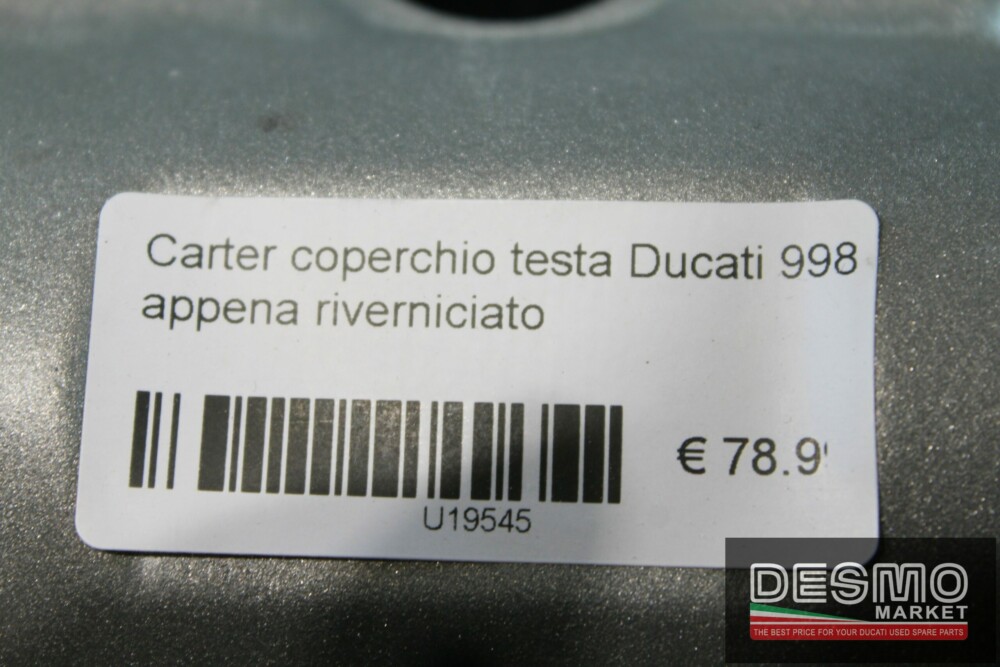 Carter coperchio testa Ducati 998
appena riverniciato
€ 78.9
U19545
DESMO
MARKET
THE BEST PRICE FOR YOUR DUCATI USED SPARE PARTS